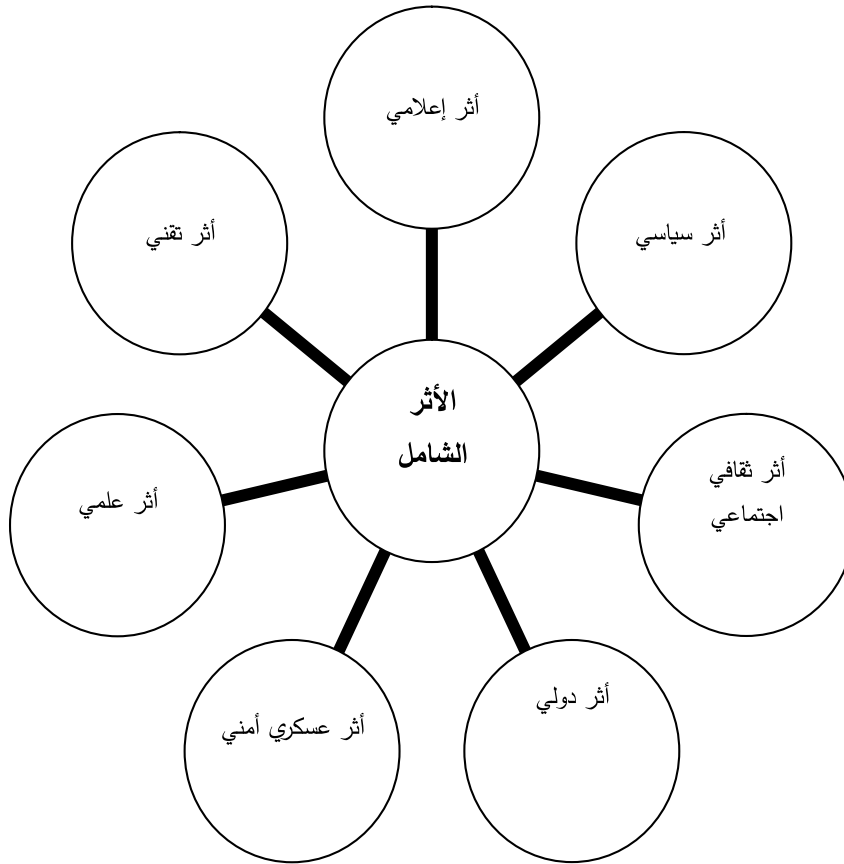 أثر إعلامي
أثر سياسي
أثر تقني
الأثر
الشامل
أثر ثقافي
اجتماعي
أثر علمي
أثر دولي
أثر عسكري أمني